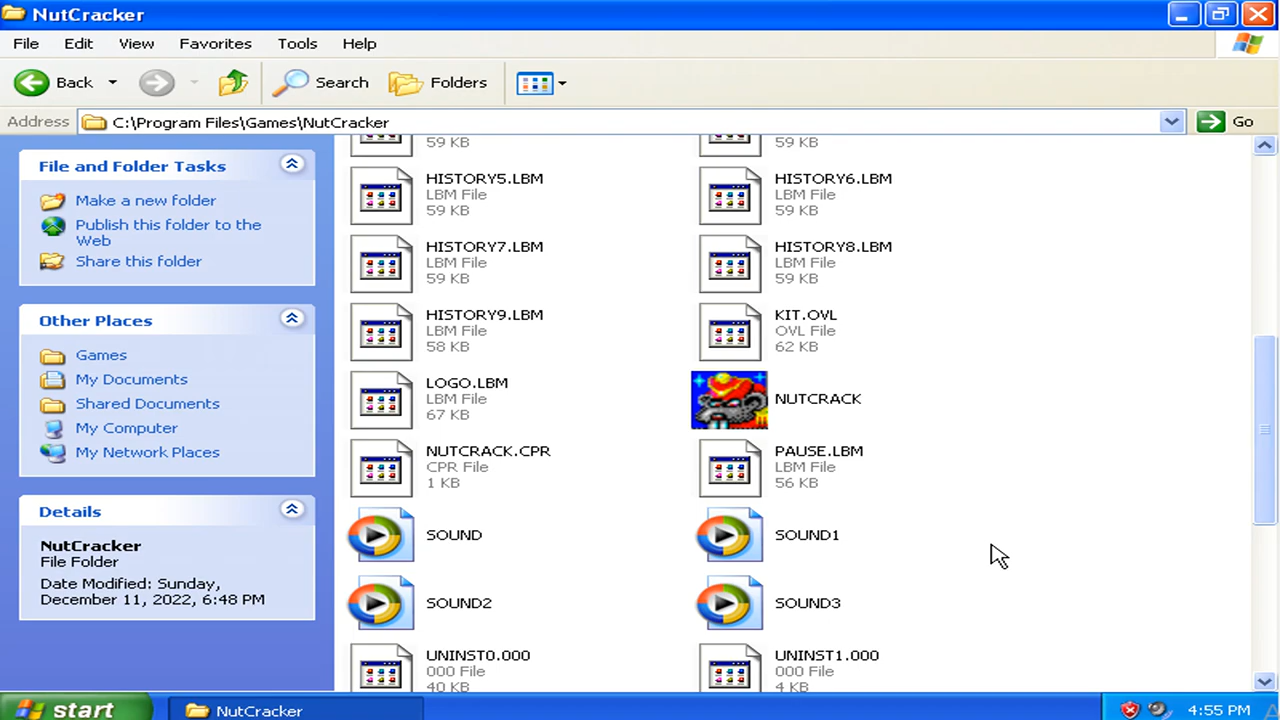 NutCracker
File Edit View Favorites Tools Help
Back Search Folders
Address C:\Program Files\Games\NutCracker Go
File and Folder Tasks
Make a new folder
Publish this folder to the
Web
Share this folder
Other Places
Games
My Documents
Shared Documents
My Computer
My Network Places
Details
NutCracker
File Folder
Date Modified: Sunday,
December 11, 2022, 6:48 PM
59 KB
59 KB
HISTORY5.LBM
LBM File
59 KB
HISTORY6.LBM
LBM File
59 KB
HISTORY7.LBM
LBM File
59 KB
HISTORY8.LBM
LBM File
59 KB
HISTORY9.LBM
LBM File
58 KB
KIT.OVL
OVL File
62 KB
LOGO.LBM
LBM File
67 KB
NUTCRACK
NUTCRACK.CPR
CPR File
1 KB
PAUSE.LBM
LBM File
56 KB
SOUND
SOUND1
SOUND2
SOUND3
UNINST0.000
000 File
40 KB
UNINST1.000
000 File
4 KB
start NutCracker 4:55 PM